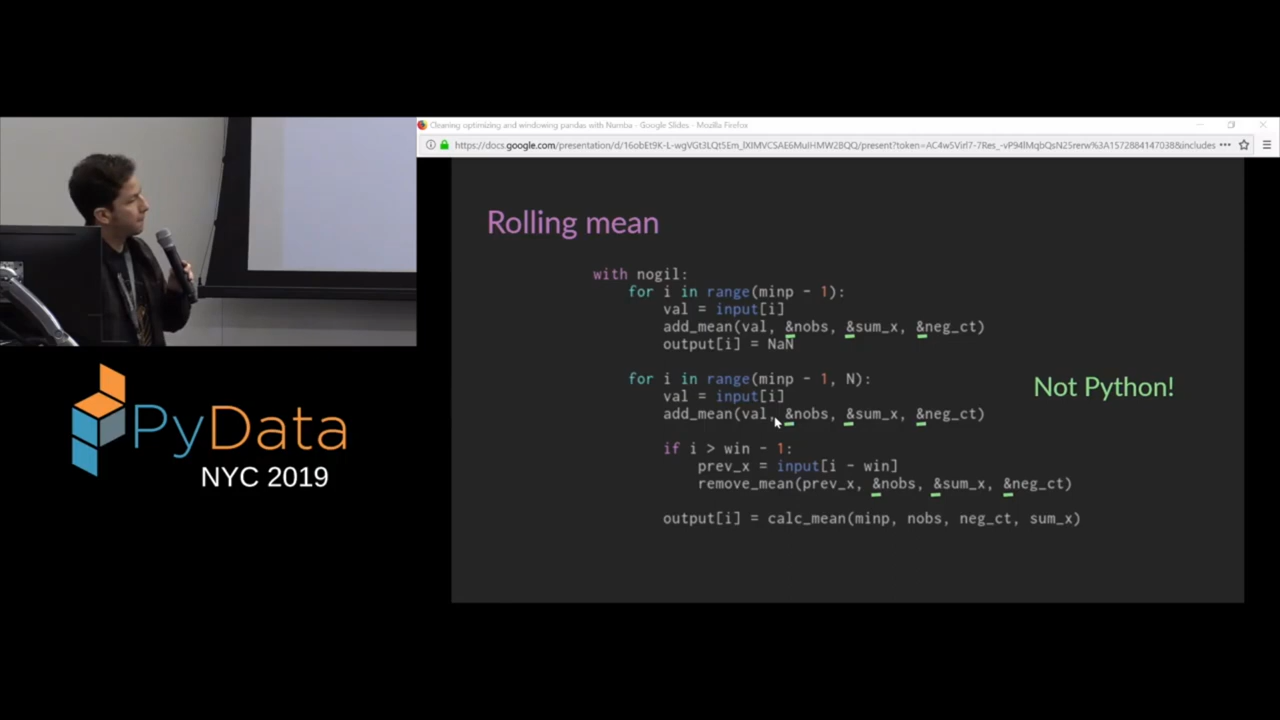 Cleaning optimizing and windowing pandas with Numba - Google Slides - Mozilla Firefox
Rolling mean
with nogil:
for i in range(minp - 1):
val = input[i]
add_mean(val, &nobs, &sum_x, &neg_ct)
output[i] = NaN
for i in range(minp - 1, N):
val = input[i]
add_mean(val, &nobs, &sum_x, &neg_ct)
Not Python!
if i > win - 1:
prev_x = input[i - win]
remove_mean(prev_x, &nobs, &sum_x, &neg_ct)
output[i] = calc_mean(minp, nobs, neg_ct, sum_x)
PyData
NYC 2019